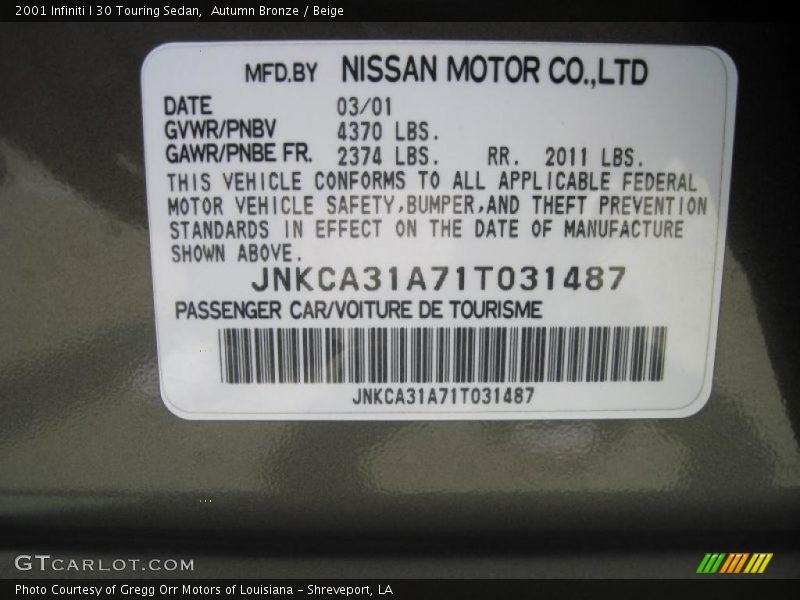 2001 Infiniti I 30 Touring Sedan,  Autumn Bronze / Beige
MFD.BY NISSAN MOTOR CO.,LTD
DATE 03/01
GVWR/PNBV 4370 LBS.
GAWR/PNBE FR. 2374 LBS. RR. 2011 LBS.
THIS VEHICLE CONFORMS TO ALL APPLICABLE FEDERAL
MOTOR VEHICLE SAFETY,BUMPER,AND THEFT PREVENTION
STANDARDS IN EFFECT ON THE DATE OF MANUFACTURE
SHOWN ABOVE.
JNKCA31A71T031487
PASSENGER CAR/VOITURE DE TOURISME
JNKCA31A71T031487
GTCARLOT.COM
Photo Courtesy of Gregg Orr Motors of Louisiana - Shreveport, LA